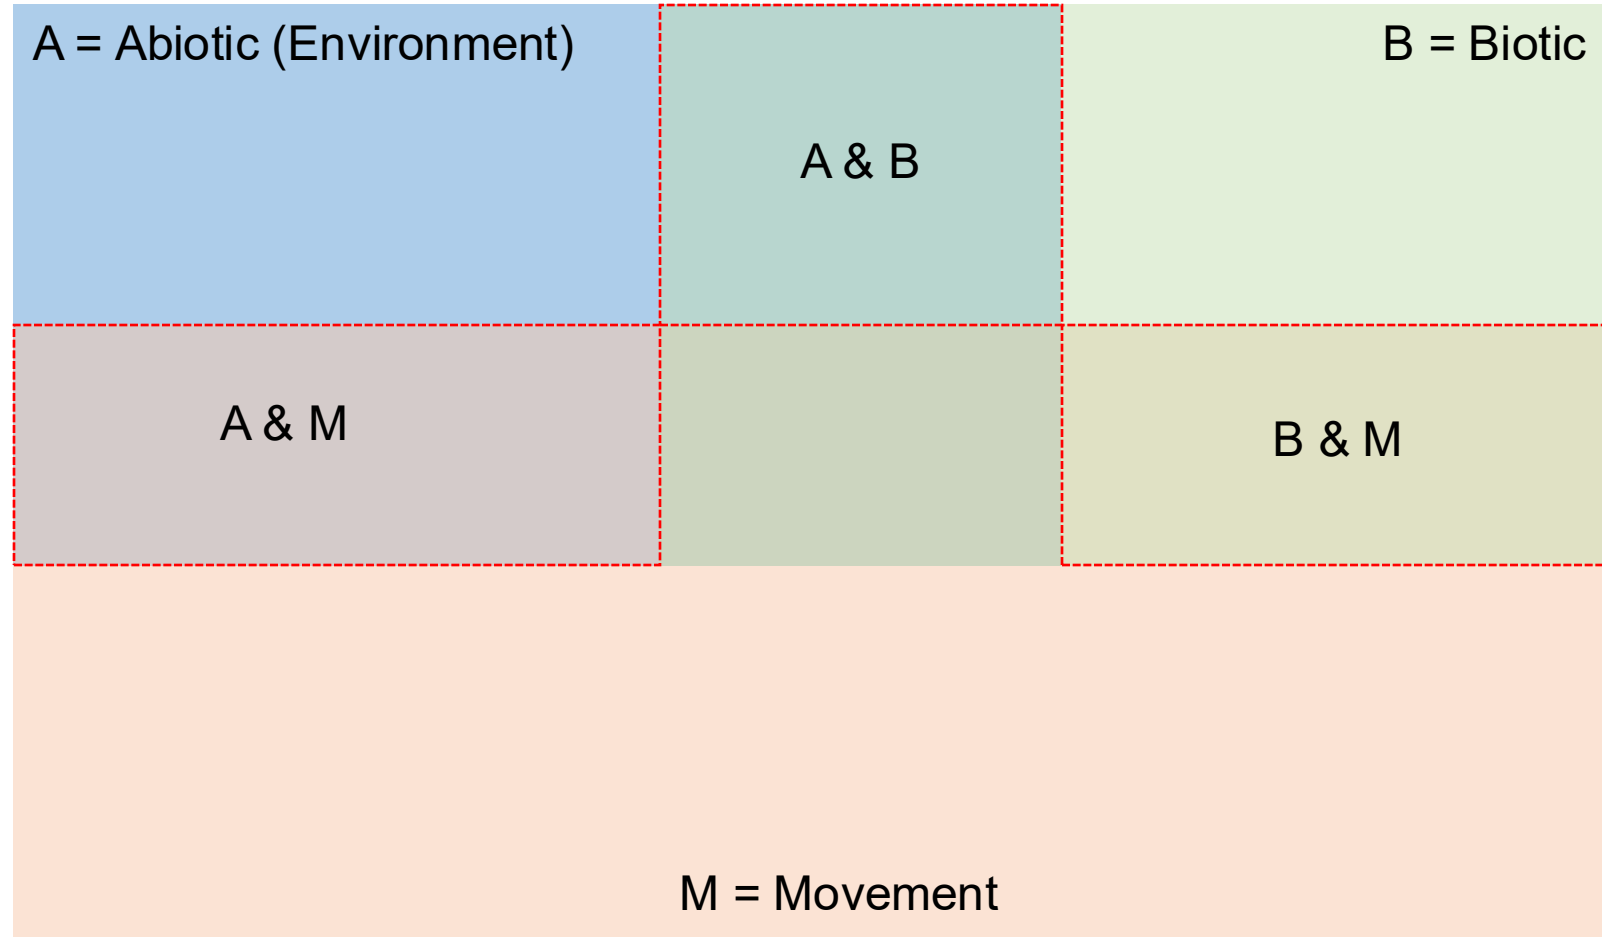 A = Abiotic (Environment)
B = Biotic
A & B
A & M
B & M
M = Movement